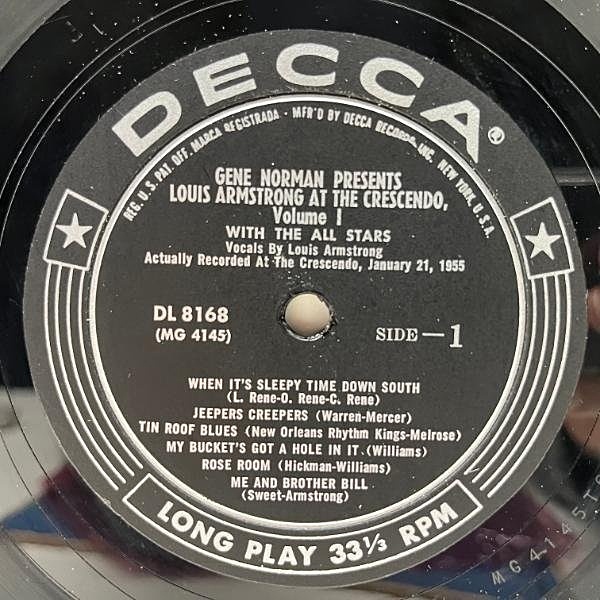 DECCA®
REG. U.S. PAT. OFF. MARCA REGISTRADA · MFR'D BY DECCA RECORDS, INC. NEW YORK, U.S.A.
GENE NORMAN PRESENTS
LOUIS ARMSTRONG AT THE CRESCENDO,
Volume I
WITH THE ALL STARS
Vocals By Louis Armstrong
Actually Recorded At The Crescendo, January 21, 1955
DL 8168
(MG 4145)
SIDE—1
WHEN IT'S SLEEPY TIME DOWN SOUTH
(L. Rene-O. Rene-C. Rene)
JEEPERS CREEPERS (Warren-Mercer)
TIN ROOF BLUES (New Orleans Rhythm Kings-Melrose)
MY BUCKET'S GOT A HOLE IN IT (Williams)
ROSE ROOM (Hickman-Williams)
ME AND BROTHER BILL
(Sweet-Armstrong)
LONG PLAY 33⅓ RPM